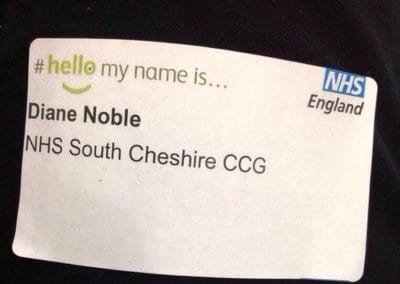 #hello my name is...
NHS
England
Diane Noble
NHS South Cheshire CCG